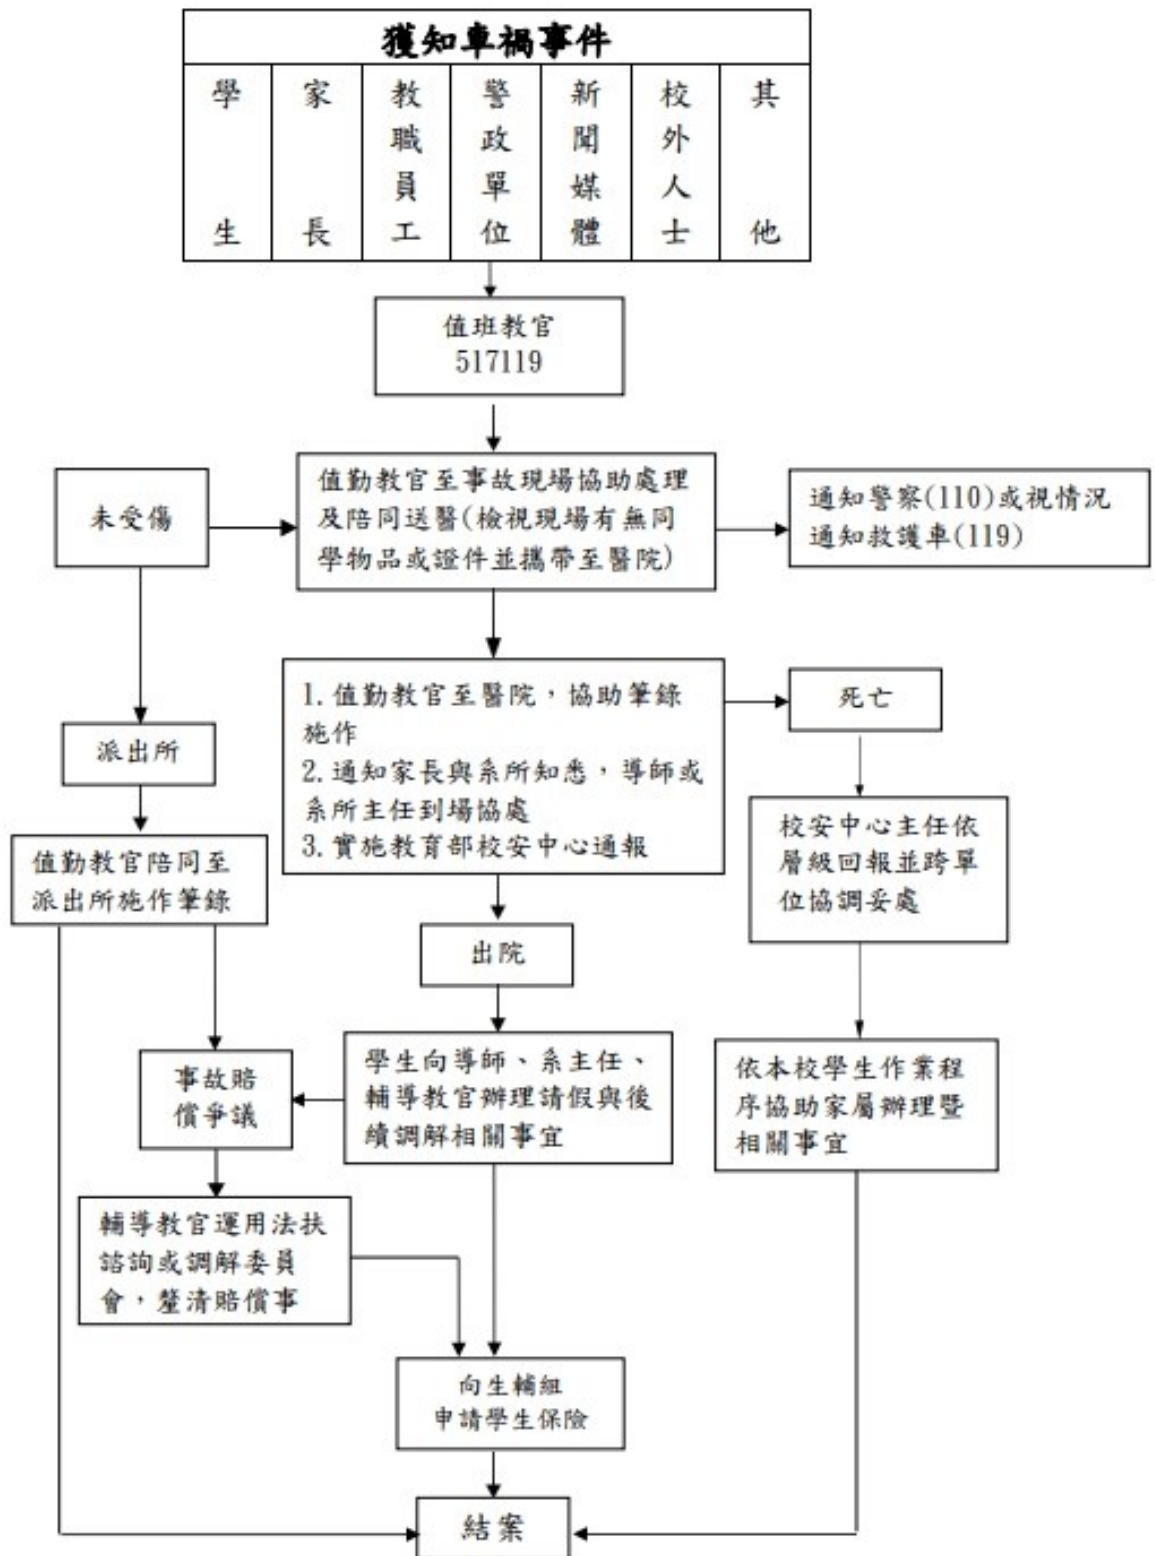 獲知車禍事件
學生
家長
教職員工
警政單位
新聞媒體
校外人士
其他
值班教官
517119
未受傷
值勤教官至事故現場協助處理
及陪同送醫(檢視現場有無同
學物品或證件並攜帶至醫院)
通知警察(110)或視情況
通知救護車(119)
1.值勤教官至醫院，協助筆錄
施作
2.通知家長與系所知悉，導師或
系所主任到場協處
3.實施教育部校安中心通報
死亡
派出所
校安中心主任依
層級回報並跨單
位協調妥處
值勤教官陪同至
派出所施作筆錄
出院
事故賠
償爭議
學生向導師、系主任、
輔導教官辦理請假與後
續調解相關事宜
依本校學生作業程
序協助家屬辦理暨
相關事宜
輔導教官運用法扶
諮詢或調解委員
會，釐清賠償事
向生輔組
申請學生保險
結案